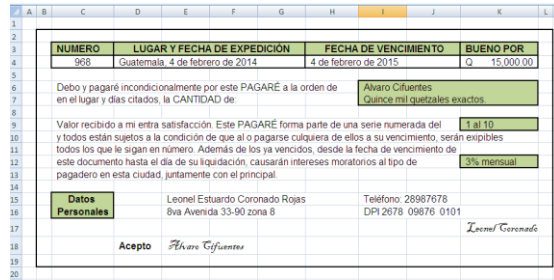 A B C D E F G H I J K L
1
2
3 NUMERO LUGAR Y FECHA DE EXPEDICIÓN FECHA DE VENCIMIENTO BUENO POR
4 968 Guatemala, 4 de febrero de 2014 4 de febrero de 2015 Q 15,000.00
5
6 Debo y pagaré incondicionalmente por este PAGARÉ a la orden de Alvaro Cifuentes
7 en el lugar y días citados, la CANTIDAD de: Quince mil quetzales exactos.
8
9 Valor recibido a mi entra satisfacción. Este PAGARÉ forma parte de una serie numerada del 1 al 10
10 y todos están sujetos a la condición de que al o pagarse culquiera de ellos a su vencimiento, serán exipibles
11 todos los que le sigan en número. Además de los ya vencidos, desde la fecha de vencimiento de
12 este documento hasta el día de su liquidación, causarán intereses moratorios al tipo de 3% mensual
13 pagadero en esta ciudad, juntamente con el principal.
14
15 Datos Leonel Estuardo Coronado Rojas Teléfono: 28987678
16 Personales 8va Avenida 33-90 zona 8 DPI 2678 09876 0101
17 Leonel Coronado
18 Acepto Alvaro Cifuentes
19
20